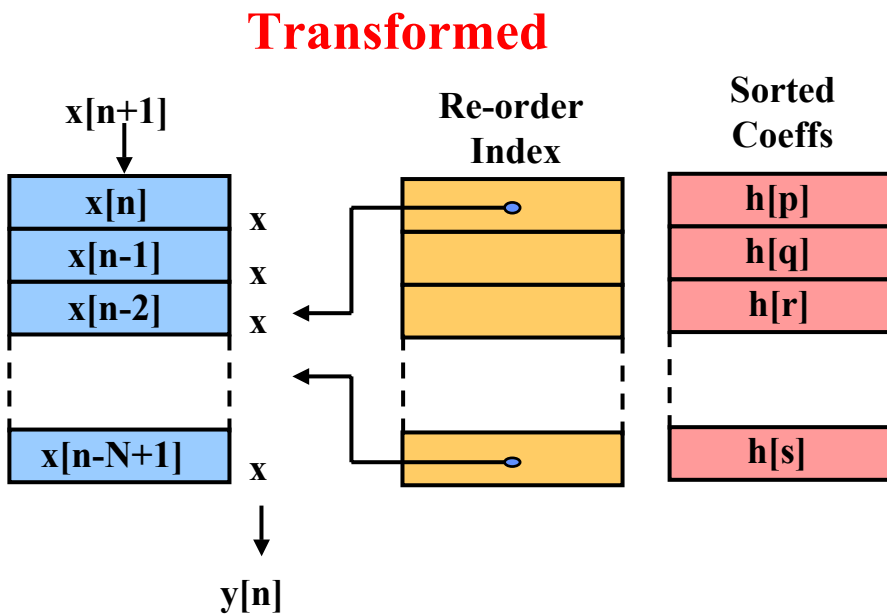 Transformed
x[n+1]
Re-order
Index
Sorted
Coeffs
x[n]
x
h[p]
x[n-1]
x
h[q]
x[n-2]
x
h[r]
x[n-N+1]
x
h[s]
y[n]